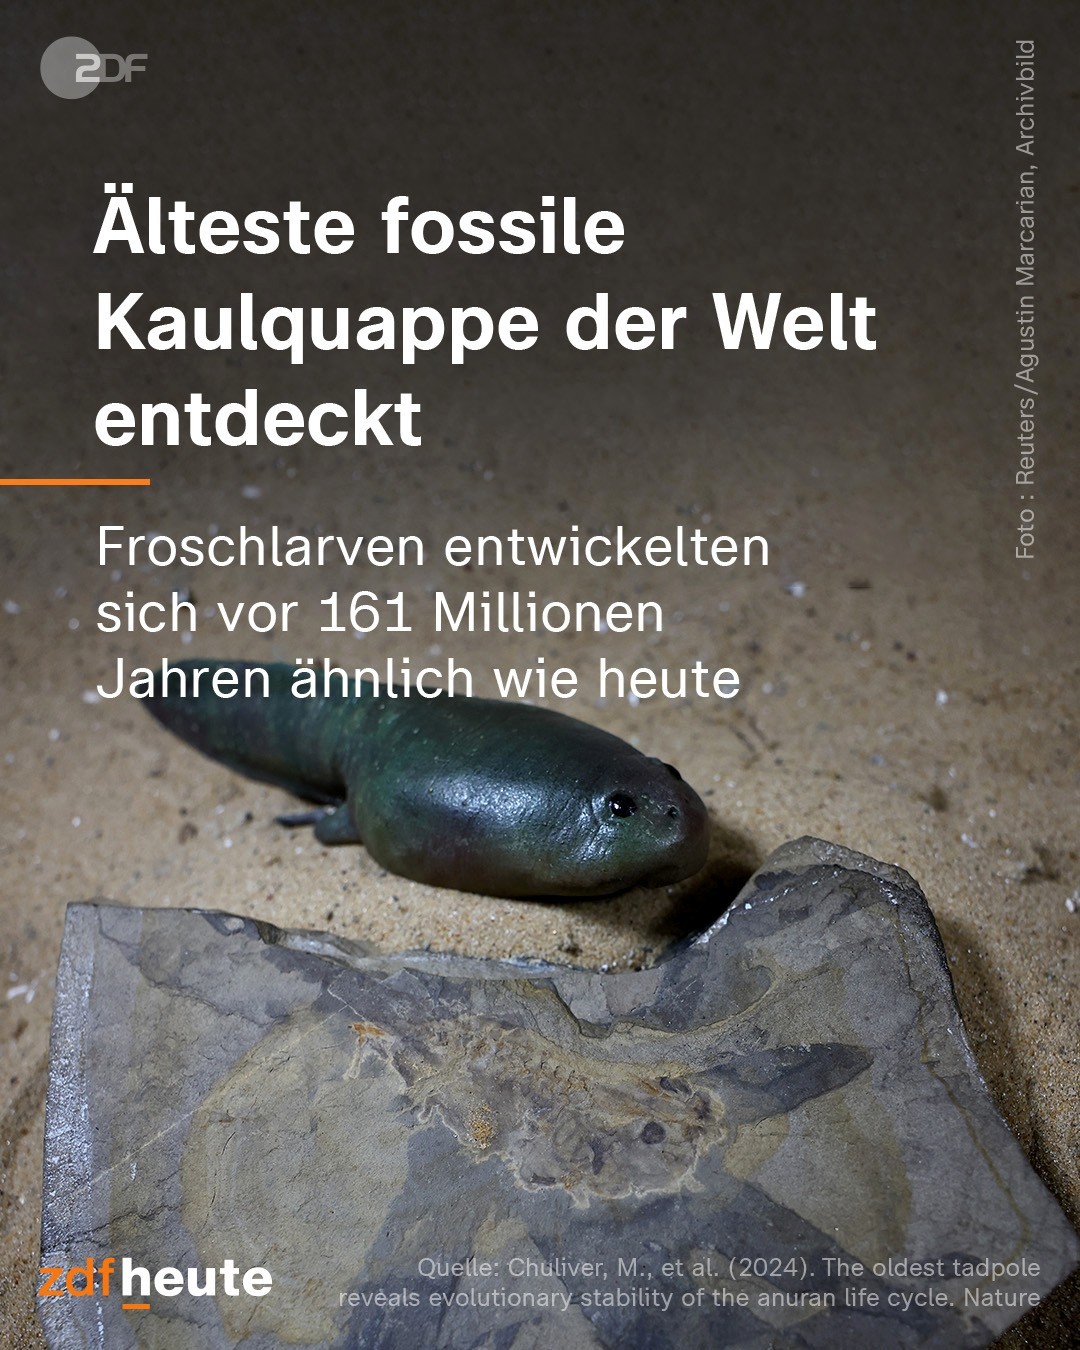 ZDF
Foto : Reuters/Agustin Marcarian, Archivbild
Älteste fossile
Kaulquappe der Welt
entdeckt
Froschlarven entwickelten
sich vor 161 Millionen
Jahren ähnlich wie heute
zdfheute
Quelle: Chuliver, M., et al. (2024). The oldest tadpole
reveals evolutionary stability of the anuran life cycle. Nature